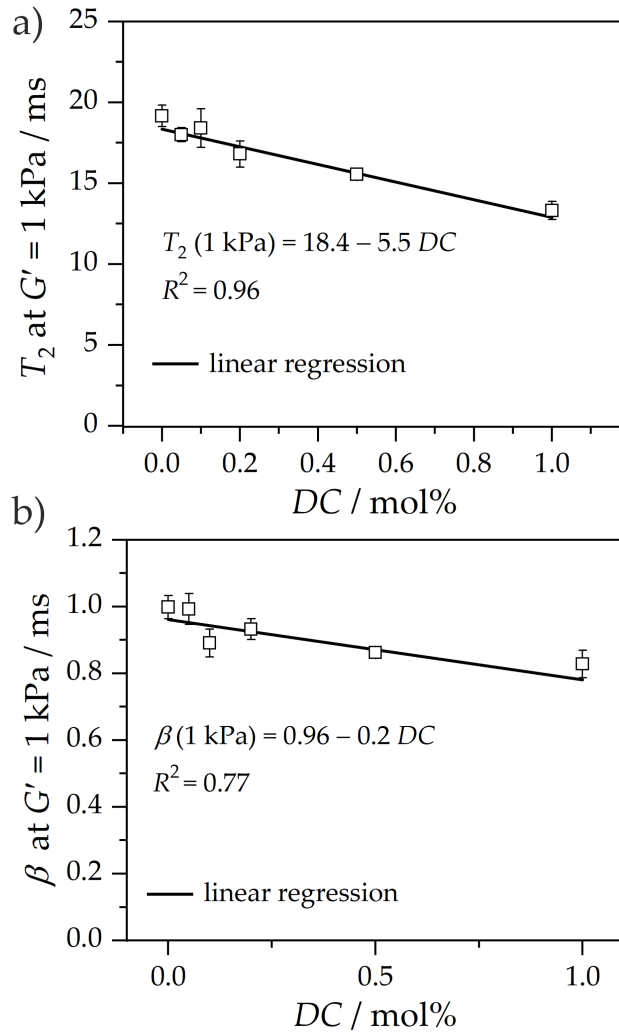 a)
T₂ at G′ = 1 kPa / ms
25
20
15
10
5
0
T₂ (1 kPa) = 18.4 – 5.5 DC
R² = 0.96
linear regression
0.0 0.2 0.4 0.6 0.8 1.0
DC / mol%
b)
β at G′ = 1 kPa / ms
1.2
1.0
0.8
0.6
0.4
0.2
0.0
β (1 kPa) = 0.96 – 0.2 DC
R² = 0.77
linear regression
0.0 0.5 1.0
DC / mol%